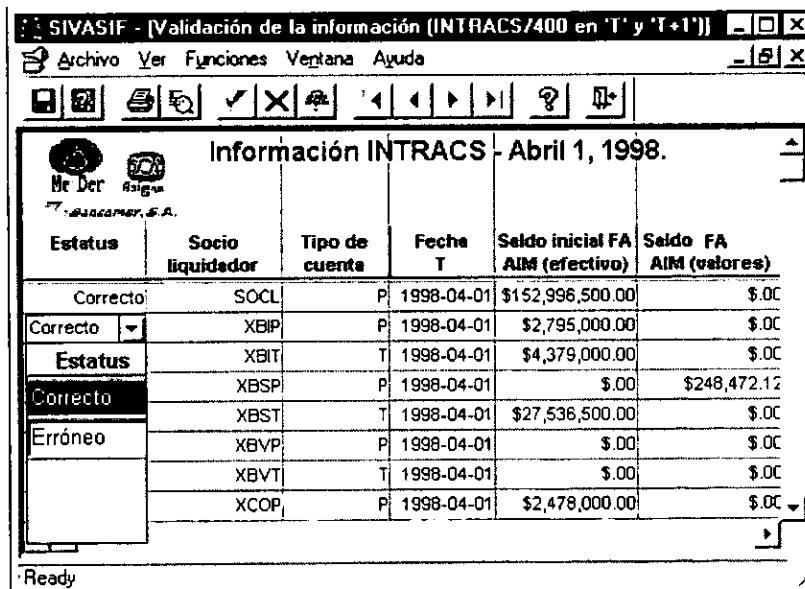 SIVASIF - [Validación de la información (INTRACS/400 en 'T' y 'T+1')]
Archivo Ver Funciones Ventana Ayuda
Información INTRACS - Abril 1, 1998.
Me Der Asigna
Bancomer, S.A.
Estatus Socio liquidador Tipo de cuenta Fecha T Saldo inicial FA AIM (efectivo) Saldo FA AIM (valores)
Correcto SOCL P 1998-04-01 $152,996,500.00 $.00
Correcto XBIP P 1998-04-01 $2,795,000.00 $.00
Estatus XBIT T 1998-04-01 $4,379,000.00 $.00
Correcto XBSP P 1998-04-01 $.00 $248,472.12
Erróneo XBST T 1998-04-01 $27,536,500.00 $.00
XBVP P 1998-04-01 $.00 $.00
XBVT T 1998-04-01 $.00 $.00
XCOP P 1998-04-01 $2,478,000.00 $.00
Ready